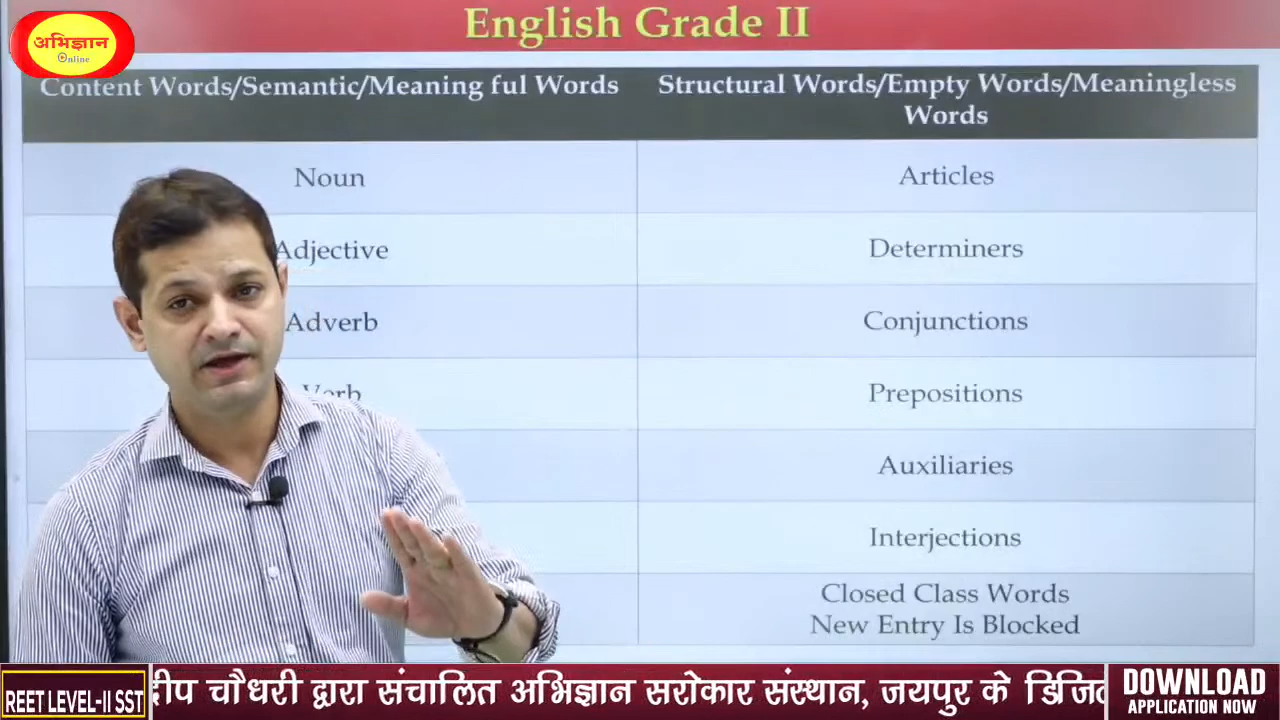 अभिज्ञान
Online
English Grade II
Content Words/Semantic/Meaning ful Words
Structural Words/Empty Words/Meaningless
Words
Noun
Articles
Adjective
Determiners
Adverb
Conjunctions
Verb
Prepositions
Auxiliaries
Interjections
Closed Class Words
New Entry Is Blocked
REET LEVEL-II SST
चौधरी द्वारा संचालित अभिज्ञान सरोकार संस्थान, जयपुर के
DOWNLOAD
APPLICATION NOW